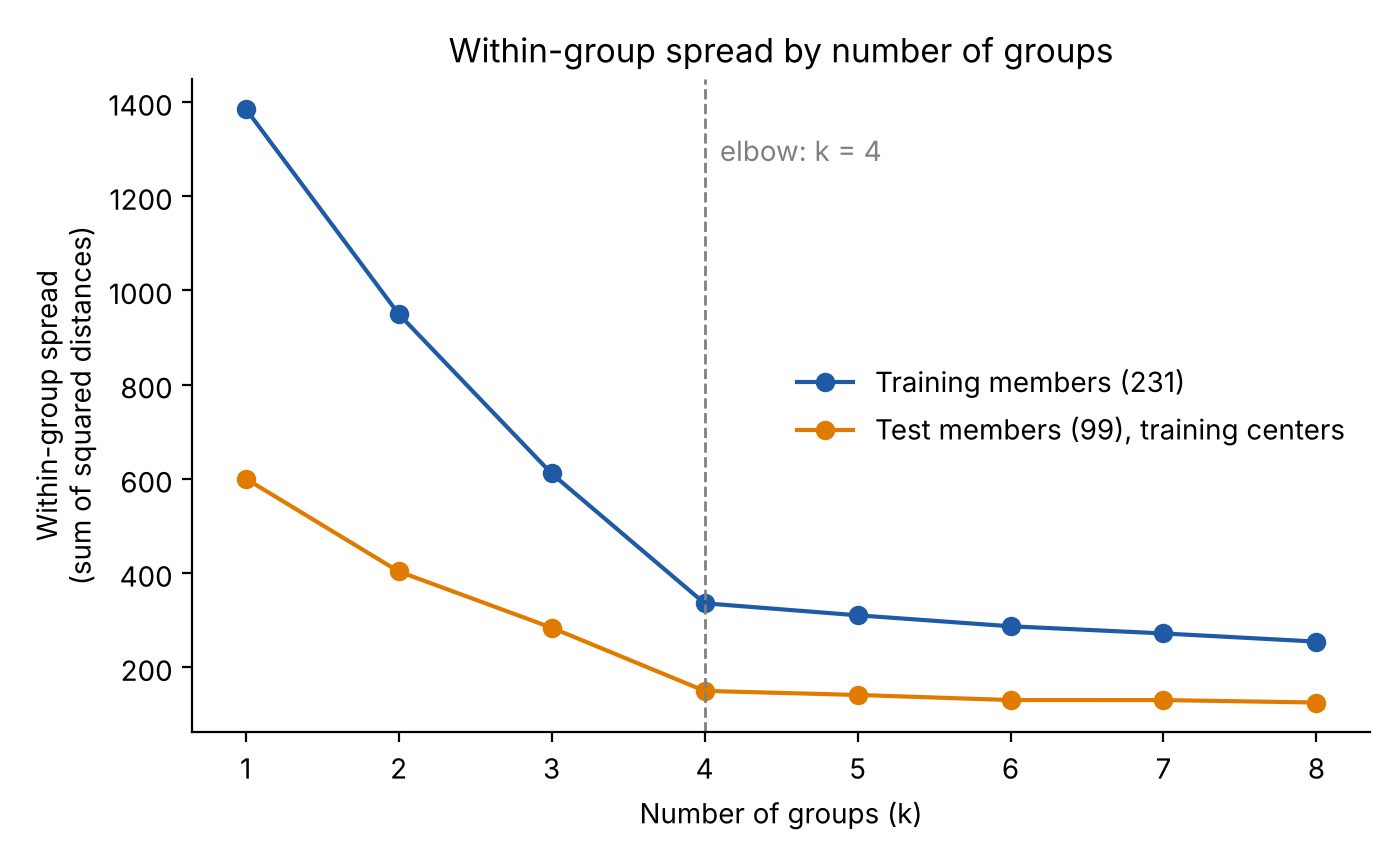 Within-group spread by number of groups
1400
1200
1000
800
600
400
200
Within-group spread
(sum of squared distances)
elbow: k = 4
Training members (231)
Test members (99), training centers
1 2 3 4 5 6 7 8
Number of groups (k)